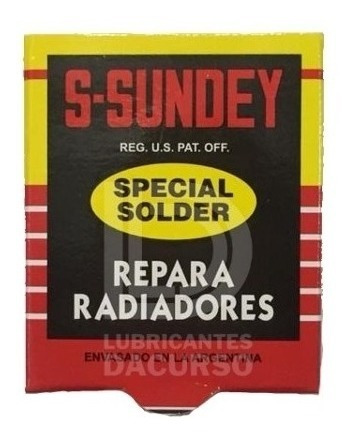 S-SUNDEY
REG. U.S. PAT. OFF.
SPECIAL
SOLDER
REPARA
RADIADORES
LUBRICANTES
DACURSO
ENVASADO EN LA ARGENTINA